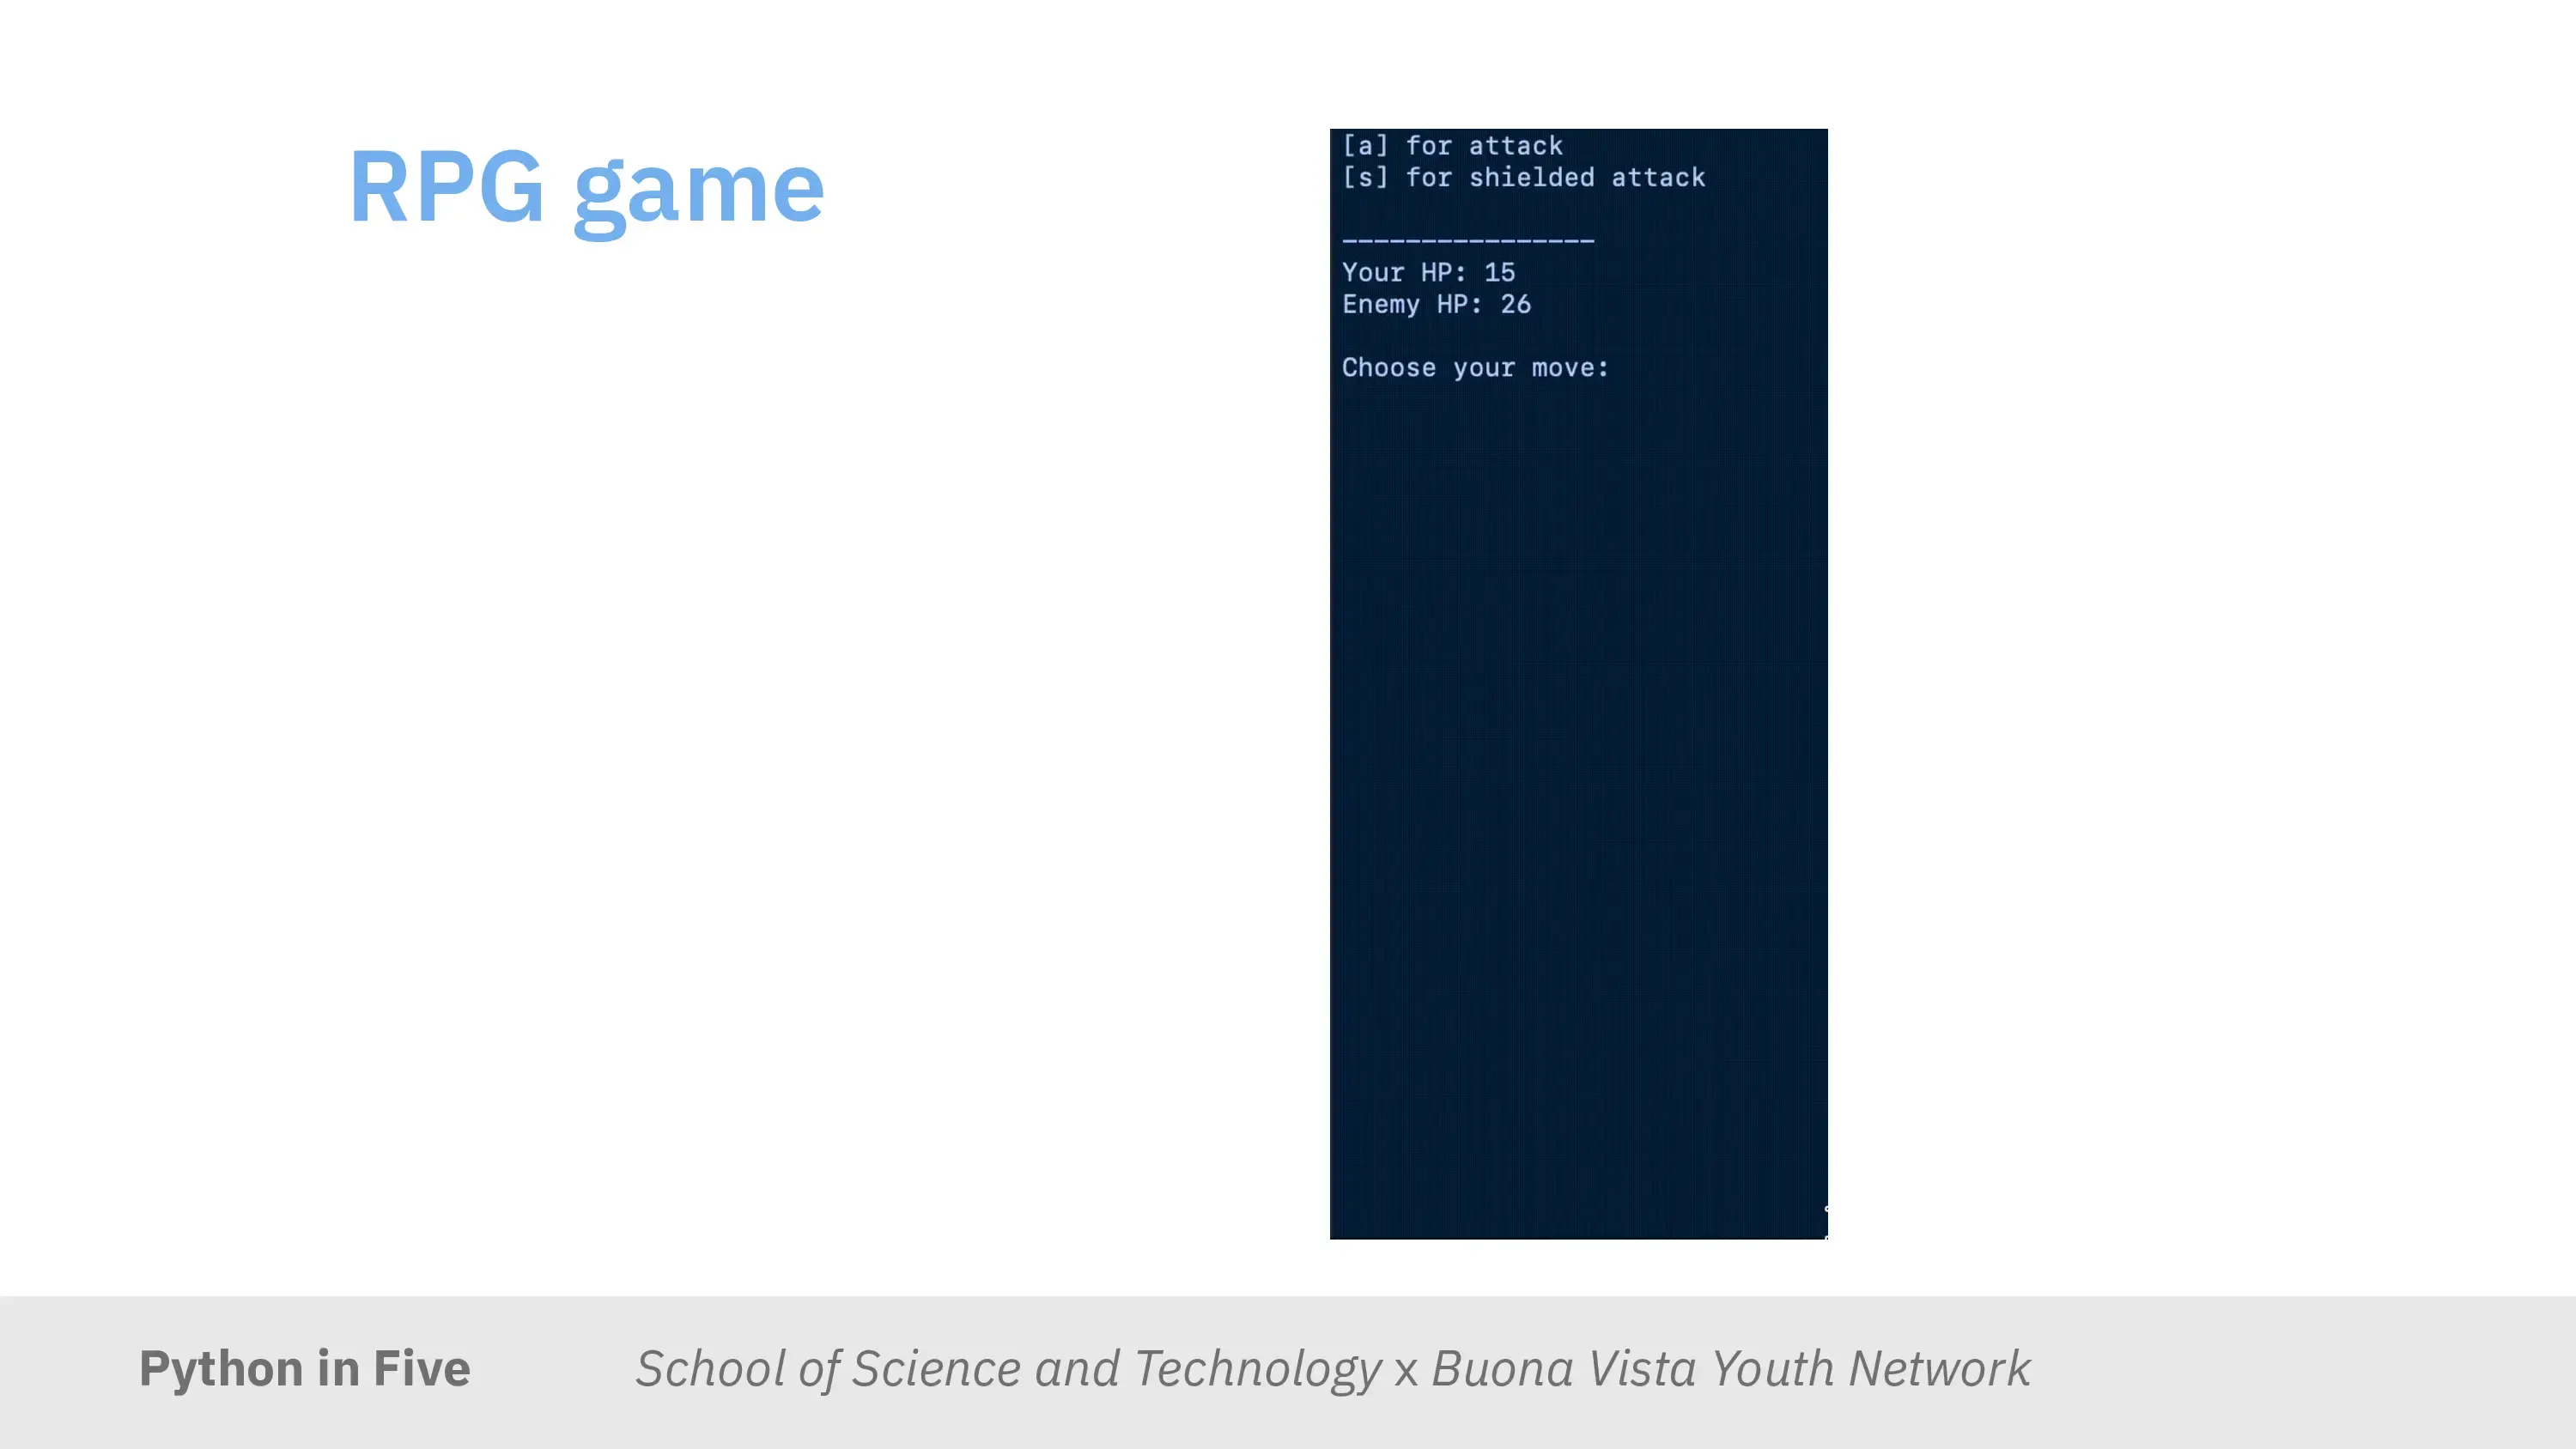 RPG game
[a] for attack
[s] for shielded attack
----------------
Your HP: 15
Enemy HP: 26
Choose your move:
Python in Five
School of Science and Technology x Buona Vista Youth Network